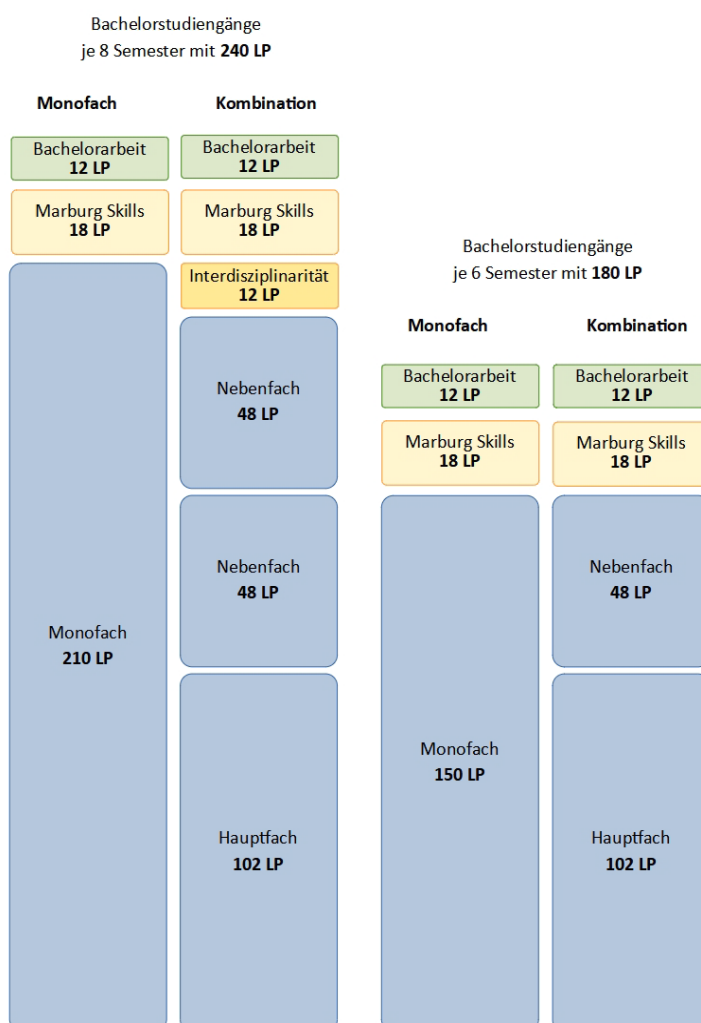 Bachelorstudiengänge
je 8 Semester mit 240 LP
Monofach
Bachelorarbeit
12 LP
Marburg Skills
18 LP
Monofach
210 LP
Kombination
Bachelorarbeit
12 LP
Marburg Skills
18 LP
Interdisziplinarität
12 LP
Nebenfach
48 LP
Nebenfach
48 LP
Hauptfach
102 LP
Bachelorstudiengänge
je 6 Semester mit 180 LP
Monofach
Bachelorarbeit
12 LP
Marburg Skills
18 LP
Monofach
150 LP
Kombination
Bachelorarbeit
12 LP
Marburg Skills
18 LP
Nebenfach
48 LP
Hauptfach
102 LP